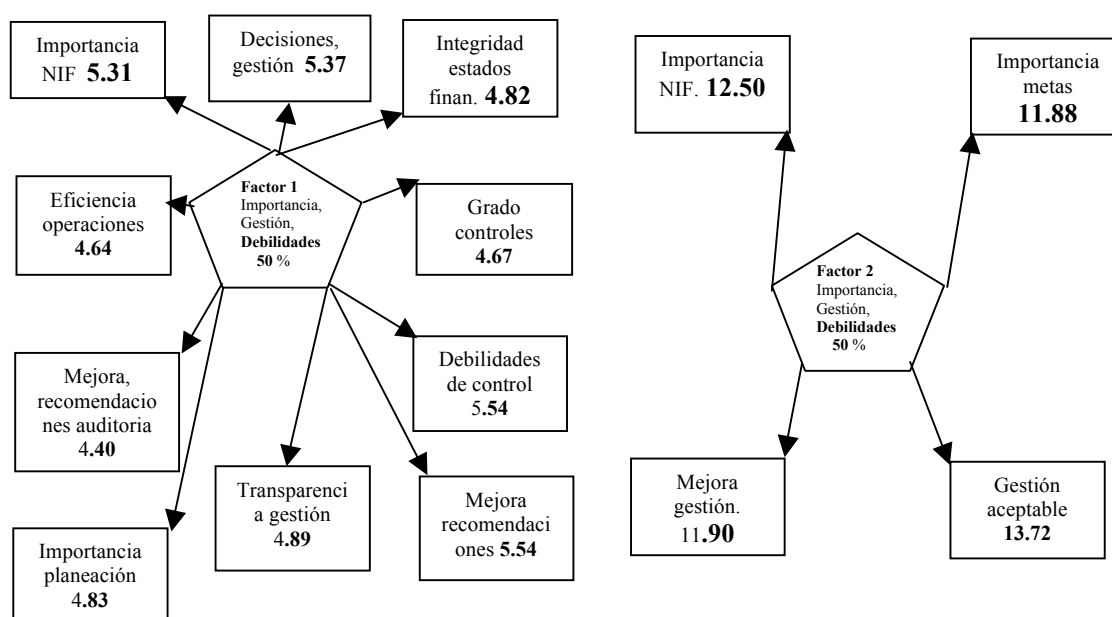 Importancia
NIF 5.31
Decisiones,
gestión 5.37
Integridad
estados
finan. 4.82
Eficiencia
operaciones
4.64
Factor 1
Importancia,
Gestión,
Debilidades
50 %
Grado
controles
4.67
Mejora,
recomendacio
nes auditoria
4.40
Debilidades
de control
5.54
Importancia
planeación
4.83
Transparenci
a gestión
4.89
Mejora
recomendaci
ones 5.54
Importancia
NIF. 12.50
Importancia
metas
11.88
Factor 2
Importancia,
Gestión,
Debilidades
50 %
Mejora
gestión.
11.90
Gestión
aceptable
13.72